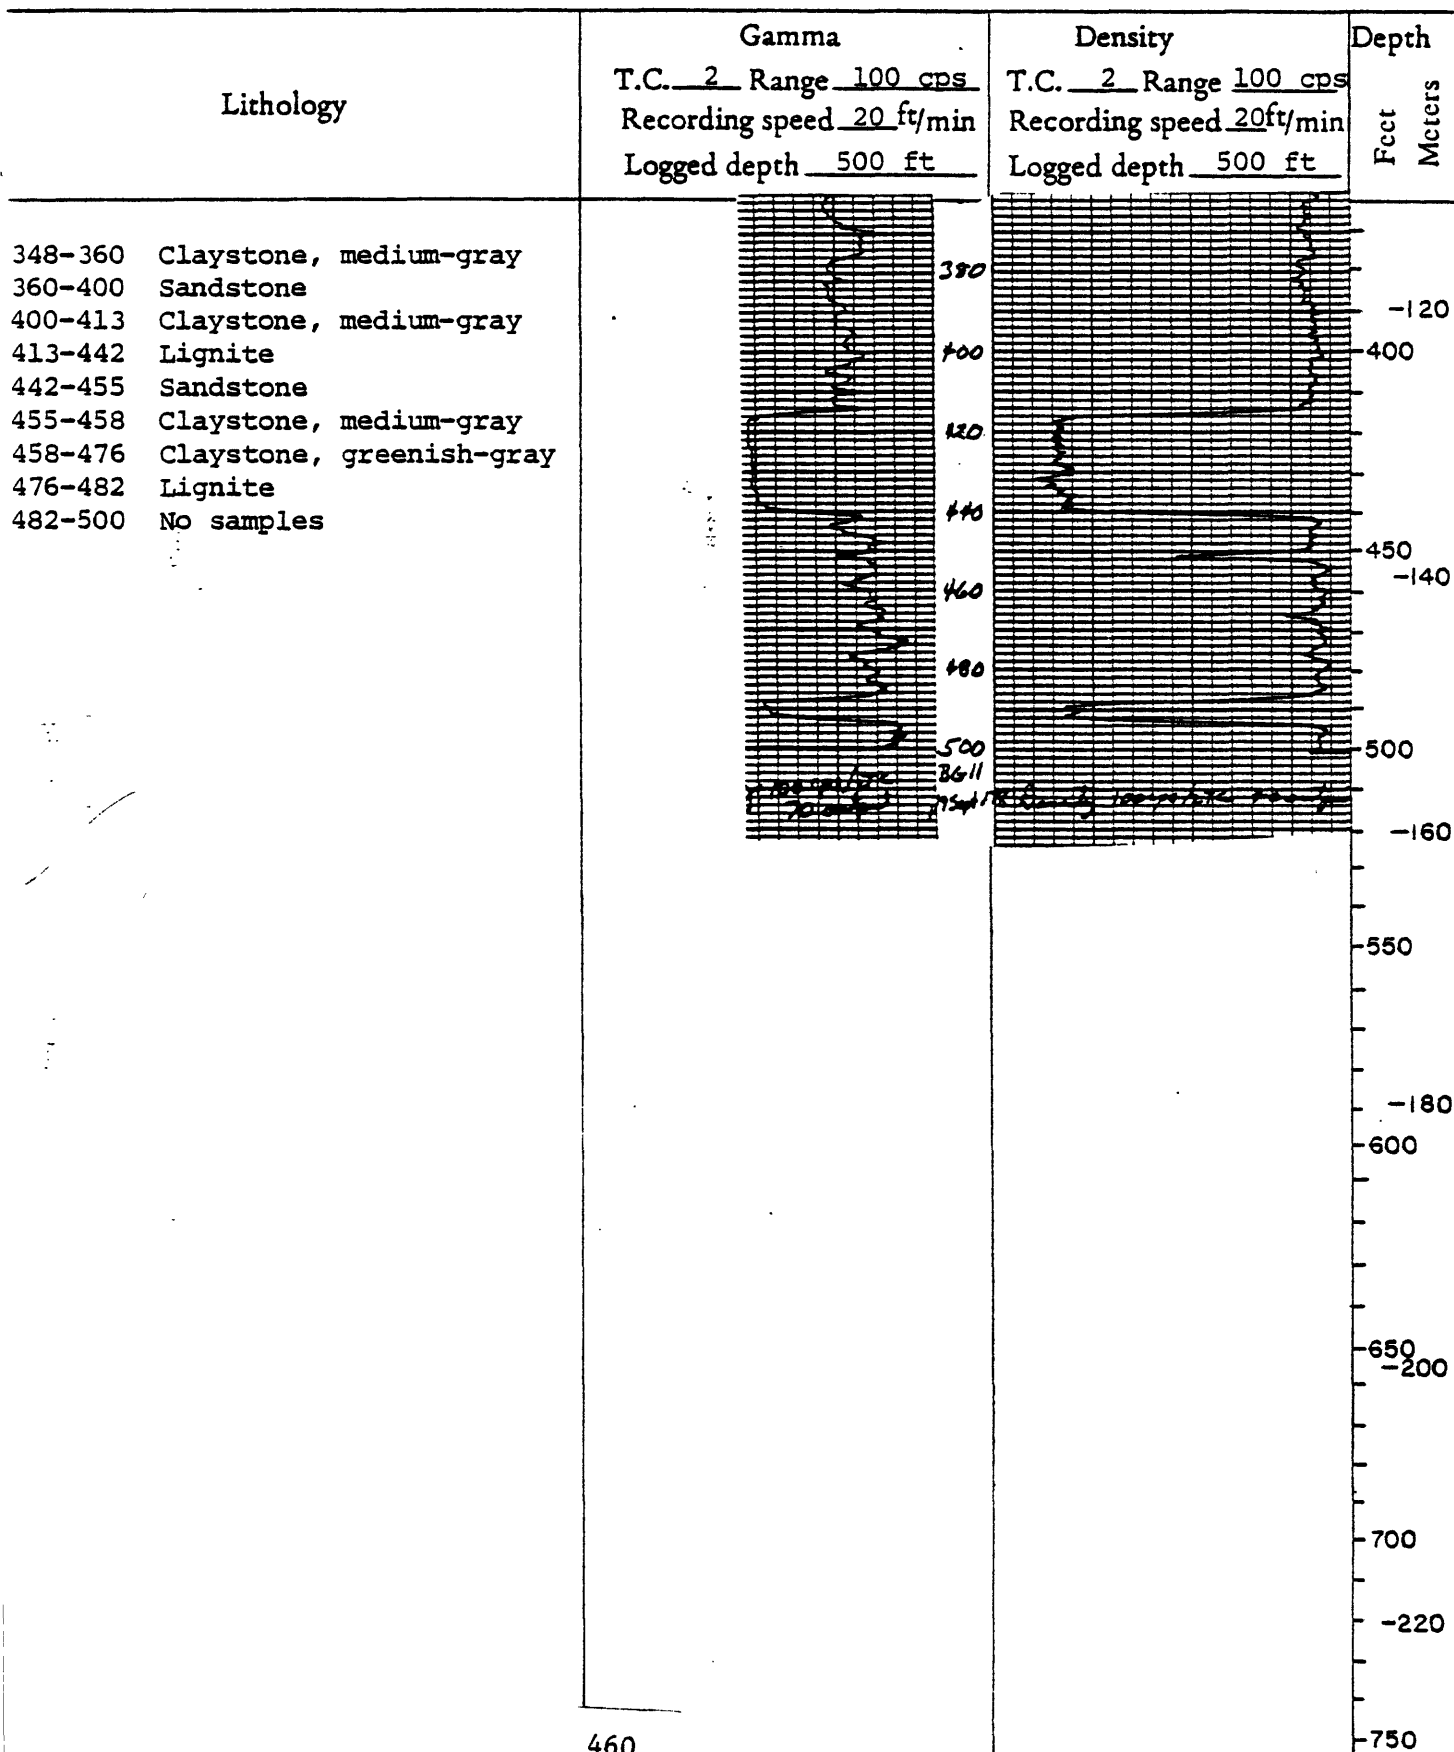 Lithology
Gamma
T.C. 2 Range 100 cps
Recording speed 20 ft/min
Logged depth 500 ft
Density
T.C. 2 Range 100 cps
Recording speed 20ft/min
Logged depth 500 ft
Depth
Feet
Meters
348-360 Claystone, medium-gray
360-400 Sandstone
400-413 Claystone, medium-gray
413-442 Lignite
442-455 Sandstone
455-458 Claystone, medium-gray
458-476 Claystone, greenish-gray
476-482 Lignite
482-500 No samples
380
400
420
440
460
480
500
BG11
Density
-120
-400
-450
-140
-500
-160
-550
-180
-600
-650
-200
-700
-220
-750
460